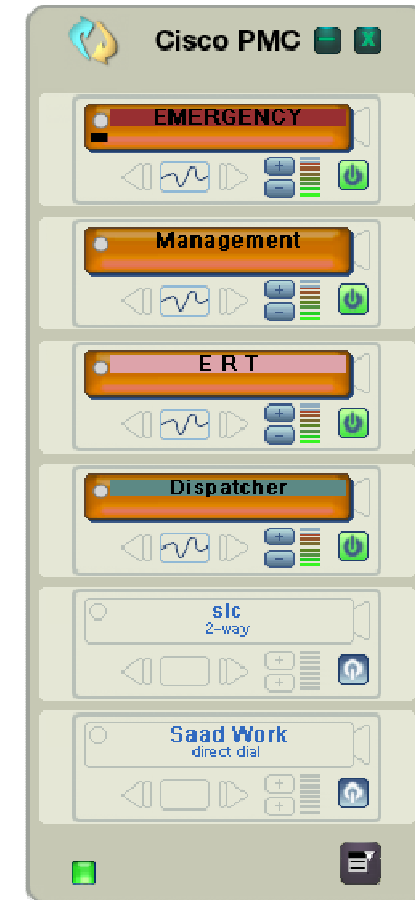 Cisco PMC
EMERGENCY
Management
E R T
Dispatcher
slc
2-way
Saad Work
direct dial